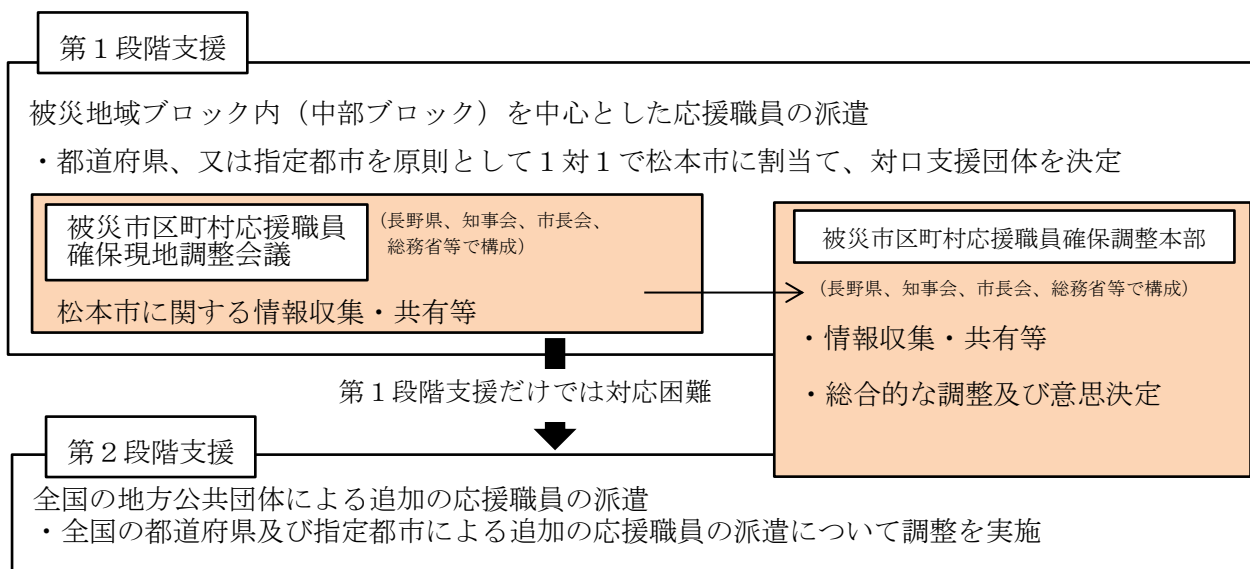 第１段階支援
被災地域ブロック内（中部ブロック）を中心とした応援職員の派遣
・都道府県、又は指定都市を原則として１対１で松本市に割当て、対口支援団体を決定
被災市区町村応援職員
確保現地調整会議
(長野県、知事会、市長会、
総務省等で構成)
松本市に関する情報収集・共有等
被災市区町村応援職員確保調整本部
(長野県、知事会、市長会、総務省等で構成)
・情報収集・共有等
・総合的な調整及び意思決定
第１段階支援だけでは対応困難
第２段階支援
全国の地方公共団体による追加の応援職員の派遣
・全国の都道府県及び指定都市による追加の応援職員の派遣について調整を実施